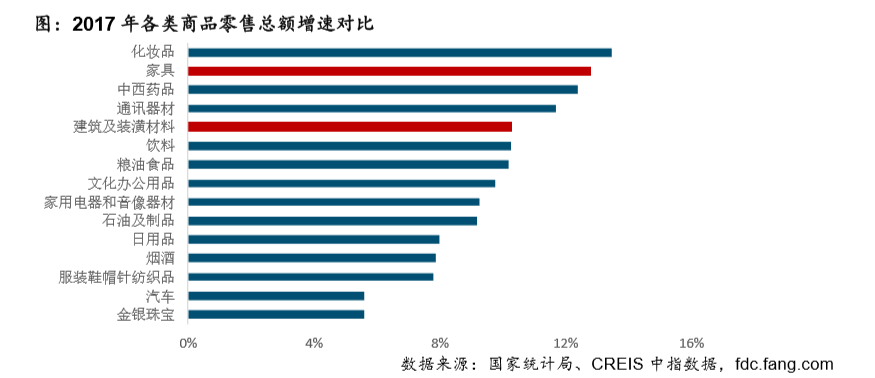 图：2017 年各类商品零售总额增速对比
化妆品
家具
中西药品
通讯器材
建筑及装潢材料
饮料
粮油食品
文化办公用品
家用电器和音像器材
石油及制品
日用品
烟酒
服装鞋帽针纺织品
汽车
金银珠宝
0% 4% 8% 12% 16%
数据来源：国家统计局、CREIS 中指数据，fdc.fang.com